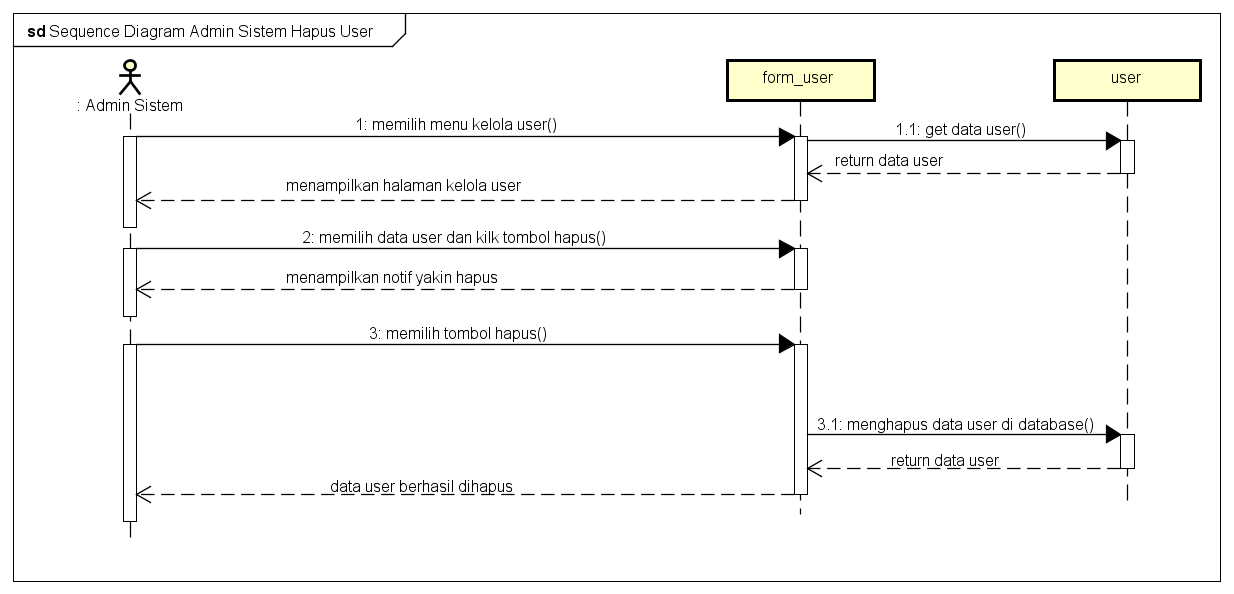 sd Sequence Diagram Admin Sistem Hapus User
: Admin Sistem
form_user
user
1: memilih menu kelola user()
1.1: get data user()
return data user
menampilkan halaman kelola user
2: memilih data user dan kilk tombol hapus()
menampilkan notif yakin hapus
3: memilih tombol hapus()
3.1: menghapus data user di database()
return data user
data user berhasil dihapus